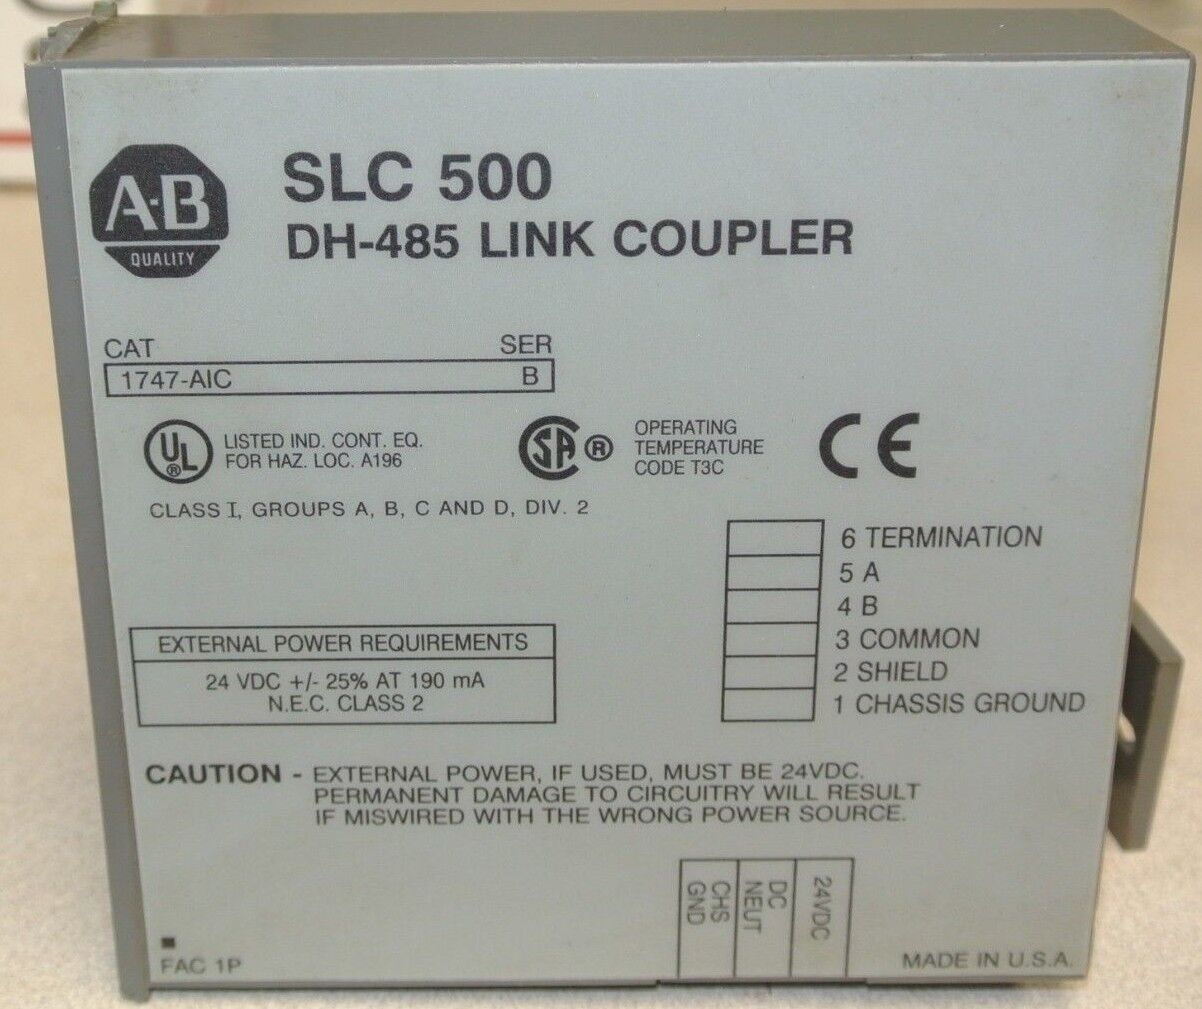 A-B
QUALITY
SLC 500
DH-485 LINK COUPLER
CAT SER
1747-AIC B
UL
®
LISTED IND. CONT. EQ.
FOR HAZ. LOC. A196
SA ®
OPERATING
TEMPERATURE
CODE T3C
CE
CLASS I, GROUPS A, B, C AND D, DIV. 2
6 TERMINATION
5 A
4 B
3 COMMON
2 SHIELD
1 CHASSIS GROUND
EXTERNAL POWER REQUIREMENTS
24 VDC +/- 25% AT 190 mA
N.E.C. CLASS 2
CAUTION - EXTERNAL POWER, IF USED, MUST BE 24VDC.
PERMANENT DAMAGE TO CIRCUITRY WILL RESULT
IF MISWIRED WITH THE WRONG POWER SOURCE.
CHS
GND
DC
NEUT
24VDC
FAC 1P
MADE IN U.S.A.